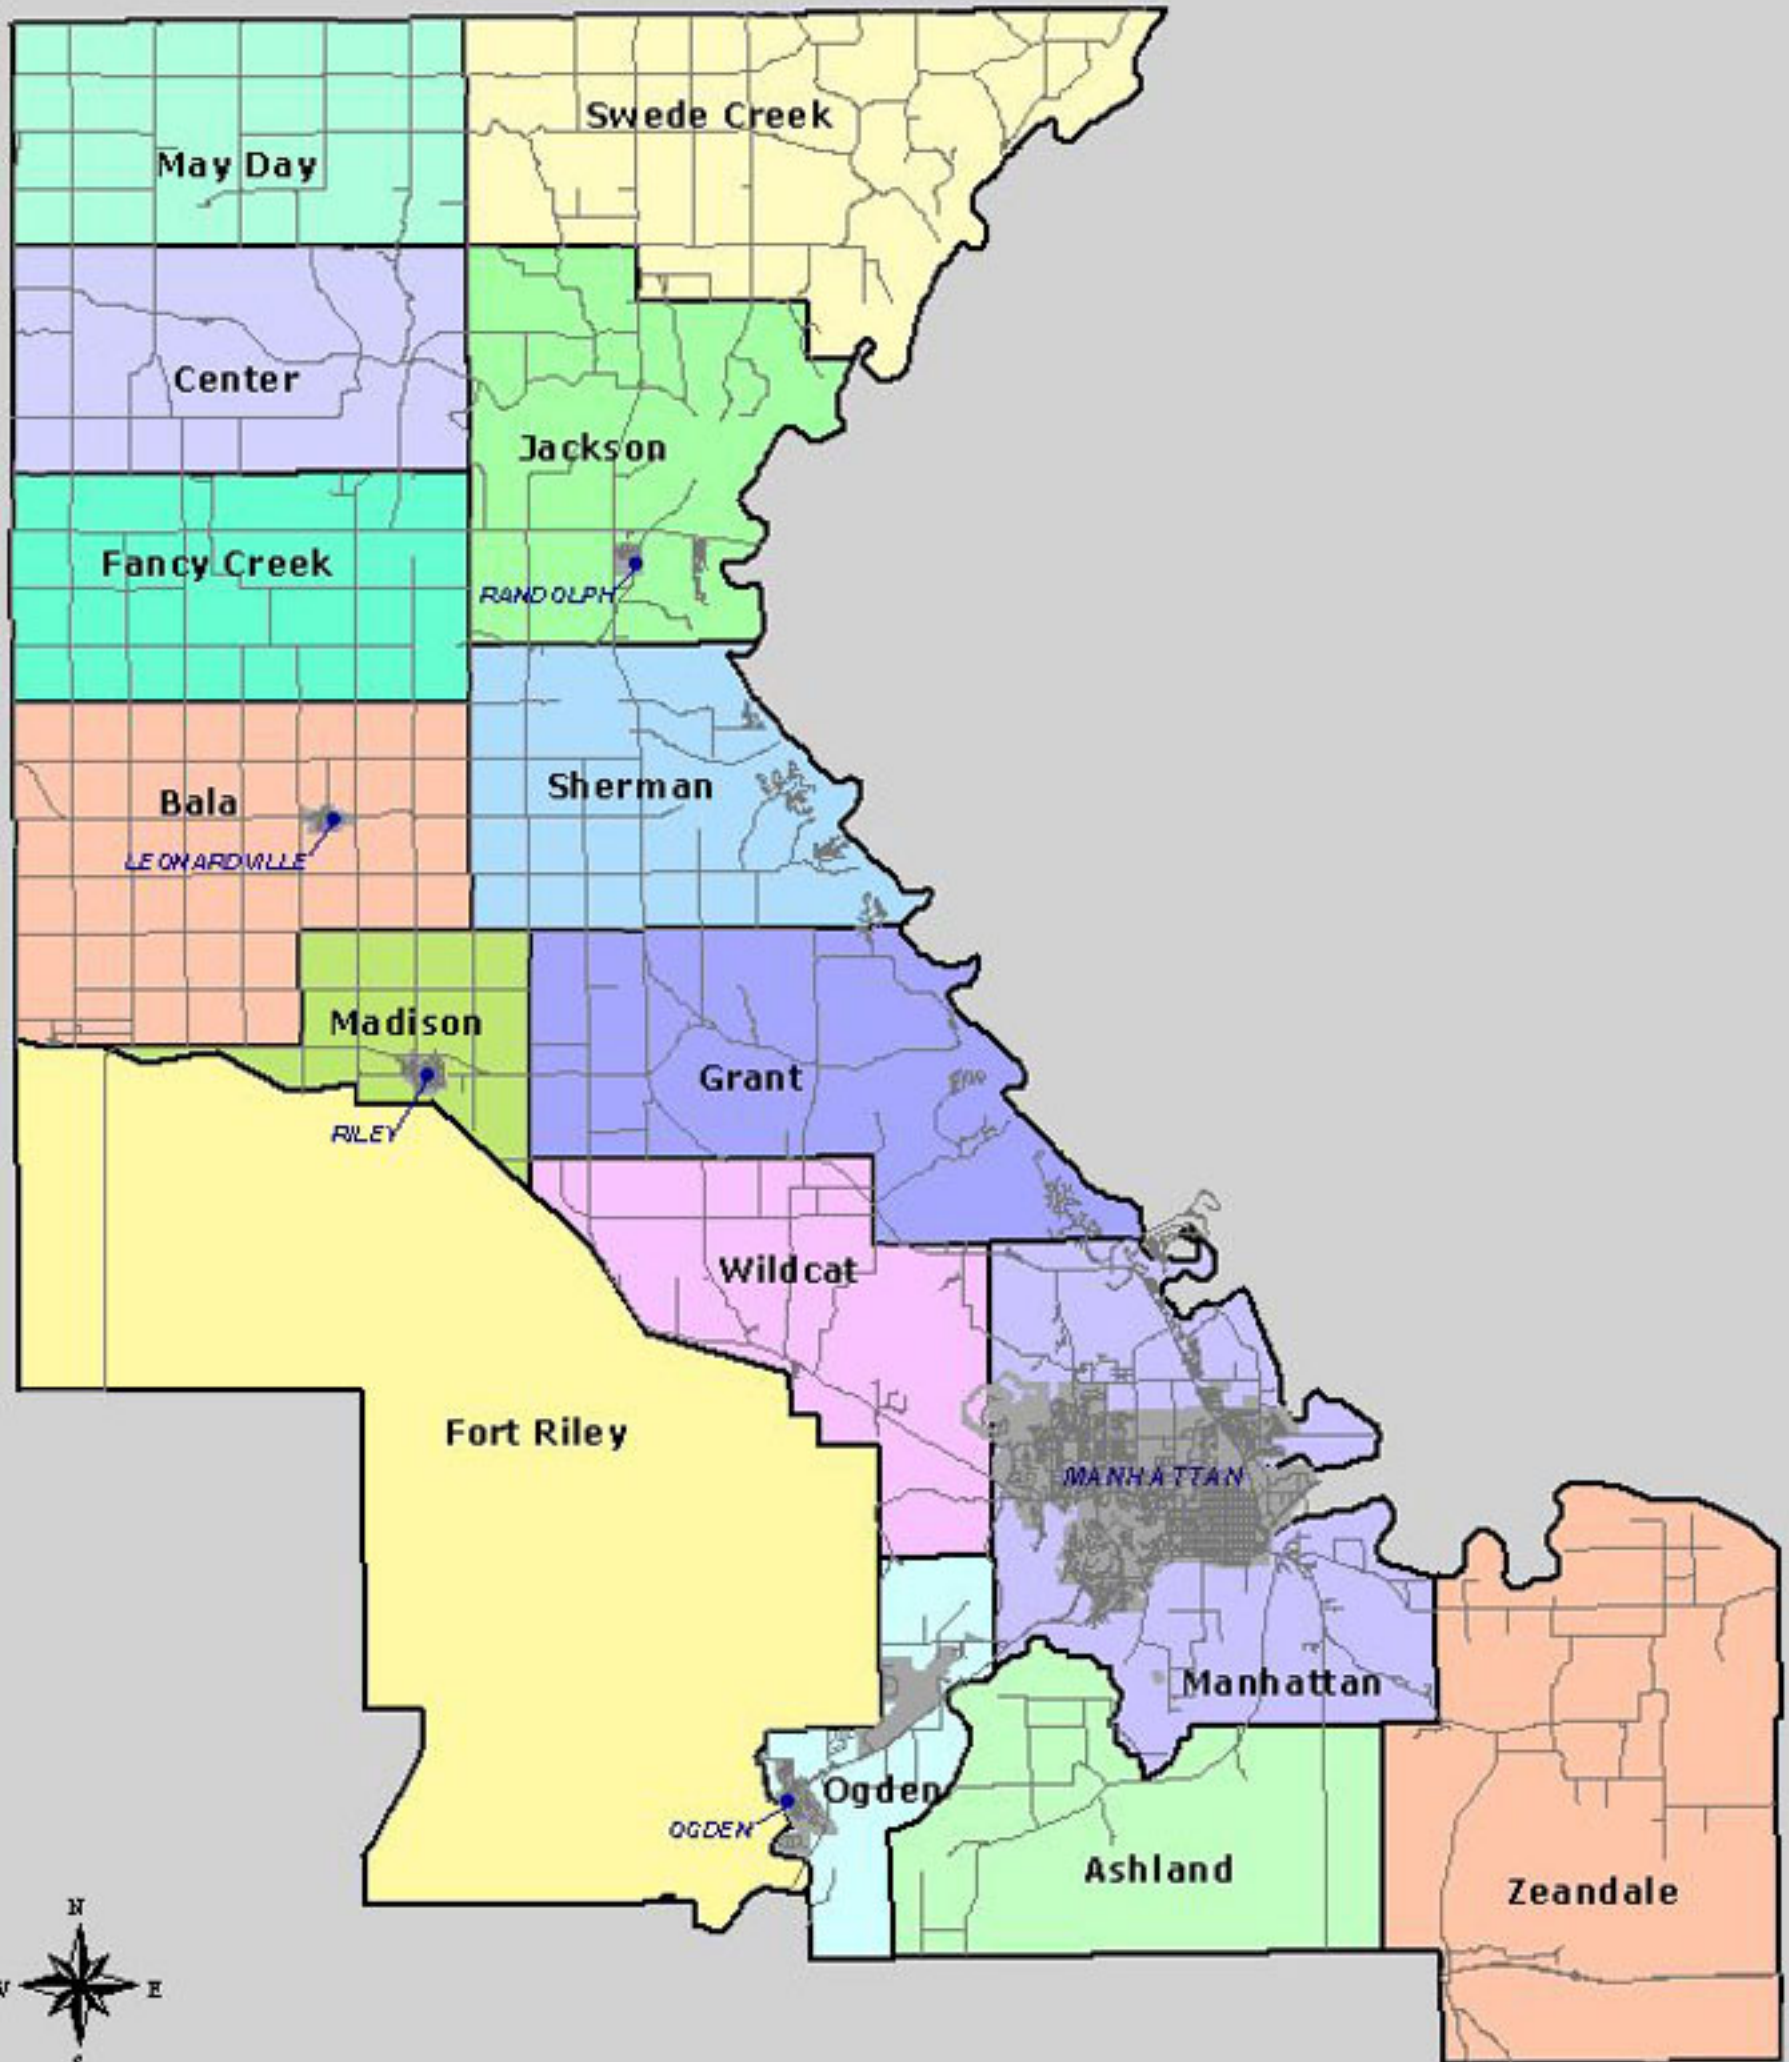 Swede Creek
May Day
Center
Jackson
Fancy Creek
RANDOLPH
Sherman
Bala
LEONARDVILLE
Madison
Grant
RILEY
Wildcat
Fort Riley
MANHATTAN
Manhattan
Ogden
OGDEN
Ashland
Zeandale
N
E